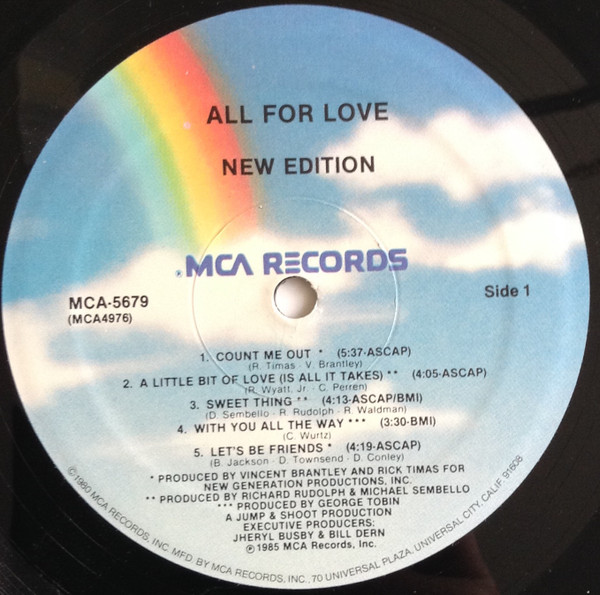 ALL FOR LOVE
NEW EDITION
® MCA RECORDS
MCA-5679
(MCA4976)
Side 1
1. COUNT ME OUT * (5:37-ASCAP)
(R. Timas - V. Brantley)
2. A LITTLE BIT OF LOVE (IS ALL IT TAKES) ** (4:05-ASCAP)
(R. Wyatt, Jr. - C. Perren)
3. SWEET THING ** (4:13-ASCAP/BMI)
(D. Sembello - R. Rudolph - R. Waldman)
4. WITH YOU ALL THE WAY *** (3:30-BMI)
(C. Wurtz)
5. LET'S BE FRIENDS * (4:19-ASCAP)
(B. Jackson - D. Townsend - D. Conley)
* PRODUCED BY VINCENT BRANTLEY AND RICK TIMAS FOR
NEW GENERATION PRODUCTIONS, INC.
** PRODUCED BY RICHARD RUDOLPH & MICHAEL SEMBELLO
*** PRODUCED BY GEORGE TOBIN
A JUMP & SHOOT PRODUCTION
EXECUTIVE PRODUCERS:
JHERYL BUSBY & BILL DERN
℗1985 MCA Records, Inc.
©1980 MCA RECORDS, INC. MFD. BY MCA RECORDS, INC., 70 UNIVERSAL PLAZA, UNIVERSAL CITY, CALIF. 91608